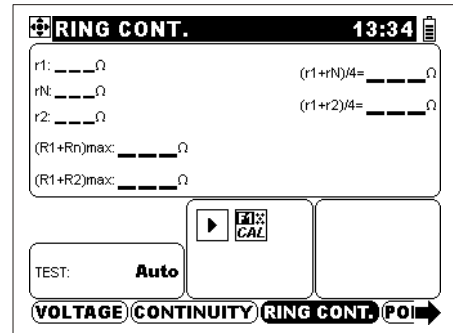 RING CONT. 13:34
r1: ___Ω
rN: ___Ω
r2: ___Ω
(R1+Rn)max: ____Ω
(R1+R2)max: ____Ω
(r1+rN)/4= ____Ω
(r1+r2)/4= ____Ω
F1
CAL
TEST: Auto
VOLTAGE CONTINUITY RING CONT.